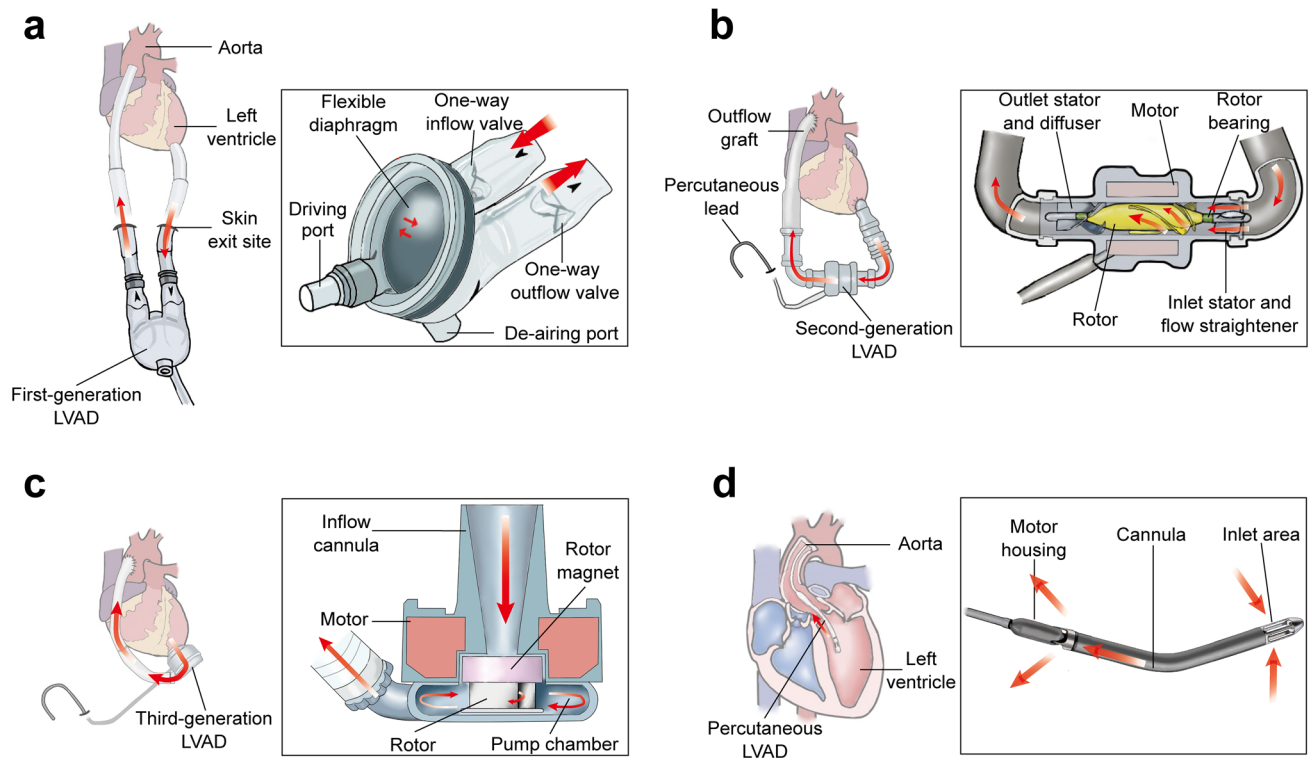 a
Aorta
Left
ventricle
Skin
exit site
First-generation
LVAD
Flexible
diaphragm
One-way
inflow valve
Driving
port
One-way
outflow valve
De-airing port
b
Outflow
graft
Percutaneous
lead
Second-generation
LVAD
Outlet stator
and diffuser
Motor
Rotor
bearing
Rotor
Inlet stator and
flow straightener
c
Third-generation
LVAD
Inflow
cannula
Rotor
magnet
Motor
Rotor
Pump chamber
d
Aorta
Left
ventricle
Percutaneous
LVAD
Motor
housing
Cannula
Inlet area